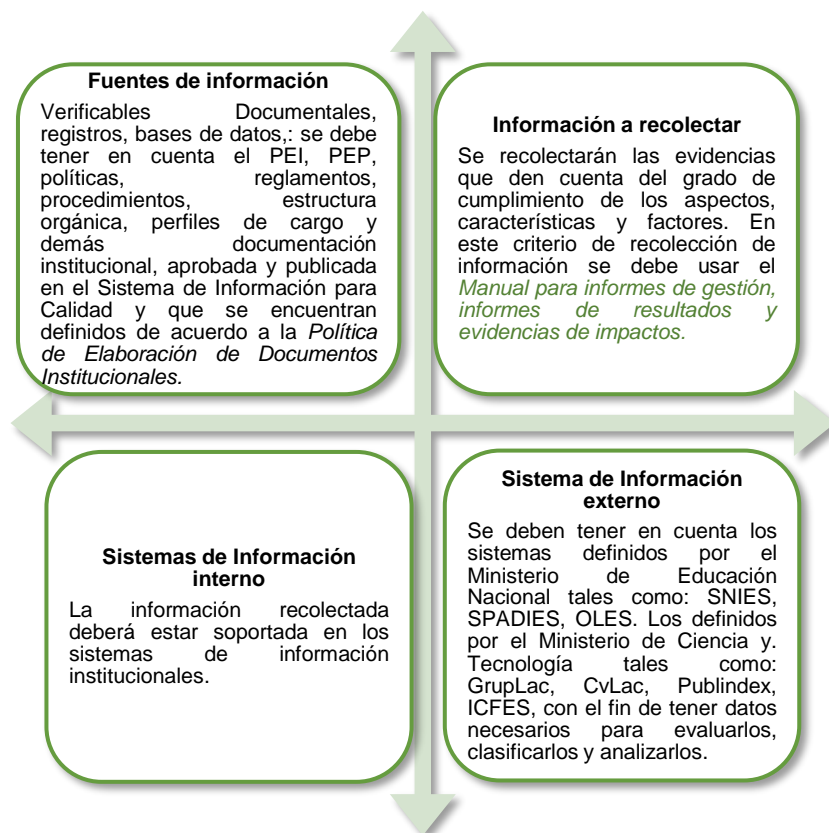 Fuentes de información
Verificables Documentales,
registros, bases de datos,: se debe
tener en cuenta el PEI, PEP,
políticas, reglamentos,
procedimientos, estructura
orgánica, perfiles de cargo y
demás documentación
institucional, aprobada y publicada
en el Sistema de Información para
Calidad y que se encuentran
definidos de acuerdo a la Política
de Elaboración de Documentos
Institucionales.
Información a recolectar
Se recolectarán las evidencias
que den cuenta del grado de
cumplimiento de los aspectos,
características y factores. En
este criterio de recolección de
información se debe usar el
Manual para informes de gestión,
informes de resultados y
evidencias de impactos.
Sistemas de Información
interno
La información recolectada
deberá estar soportada en los
sistemas de información
institucionales.
Sistema de Información
externo
Se deben tener en cuenta los
sistemas definidos por el
Ministerio de Educación
Nacional tales como: SNIES,
SPADIES, OLES. Los definidos
por el Ministerio de Ciencia y.
Tecnología tales como:
GrupLac, CvLac, Publindex,
ICFES, con el fin de tener datos
necesarios para evaluarlos,
clasificarlos y analizarlos.